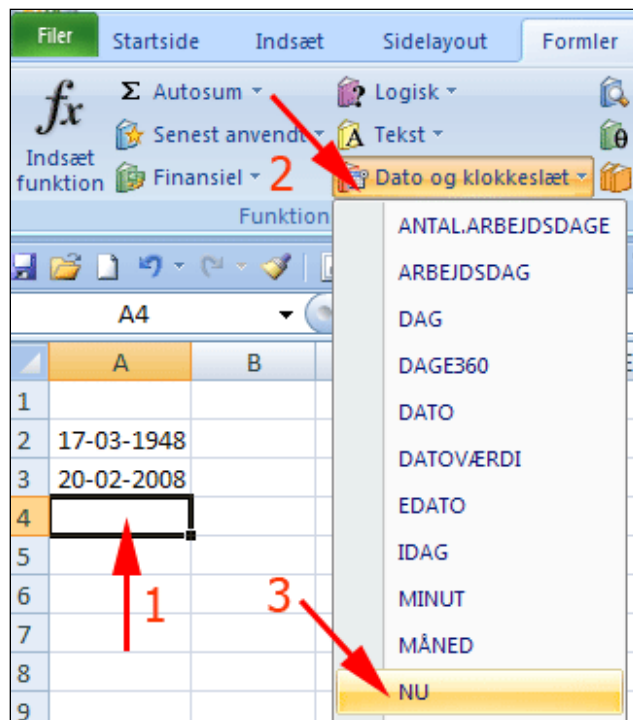 Filer Startside Indsæt Sidelayout Formler
fx Σ Autosum Logisk
Indsæt funktion Senest anvendt Tekst θ
Finansiel 2 Dato og klokkeslæt
Funktion
ANTAL.ARBEJDSDAGE
A4
ARBEJDSDAG
DAG
A B
DAGE360
1
DATO
2 17-03-1948
DATOVÆRDI
3 20-02-2008
EDATO
4
IDAG
5
MINUT
6
1 3
7
MÅNED
8
NU
9